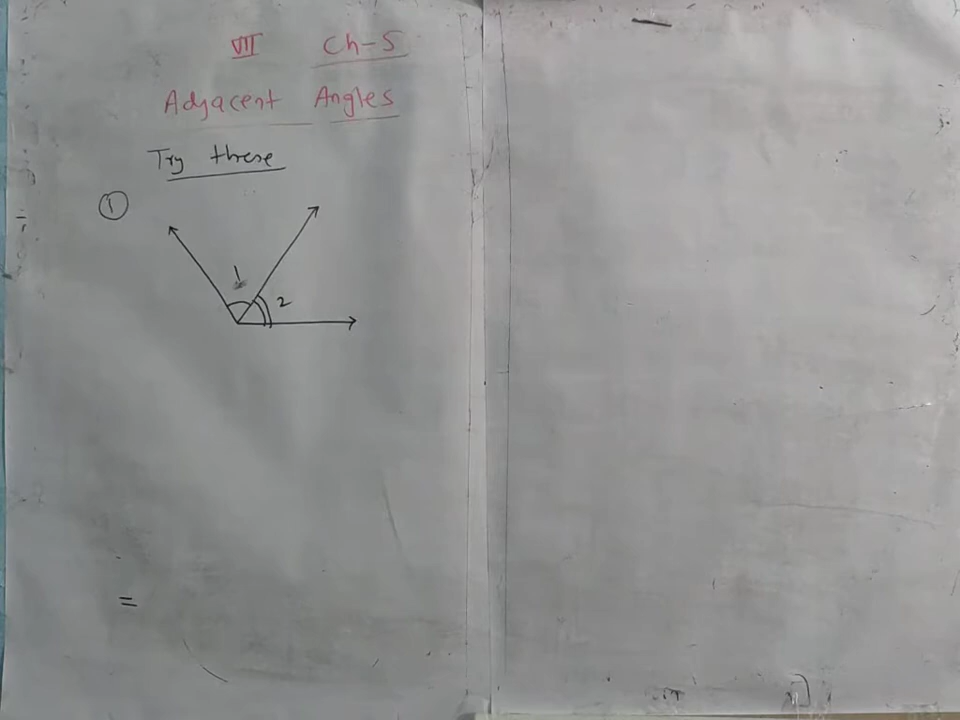 VII Ch-5
Adjacent Angles
Try these
①
1
2
=